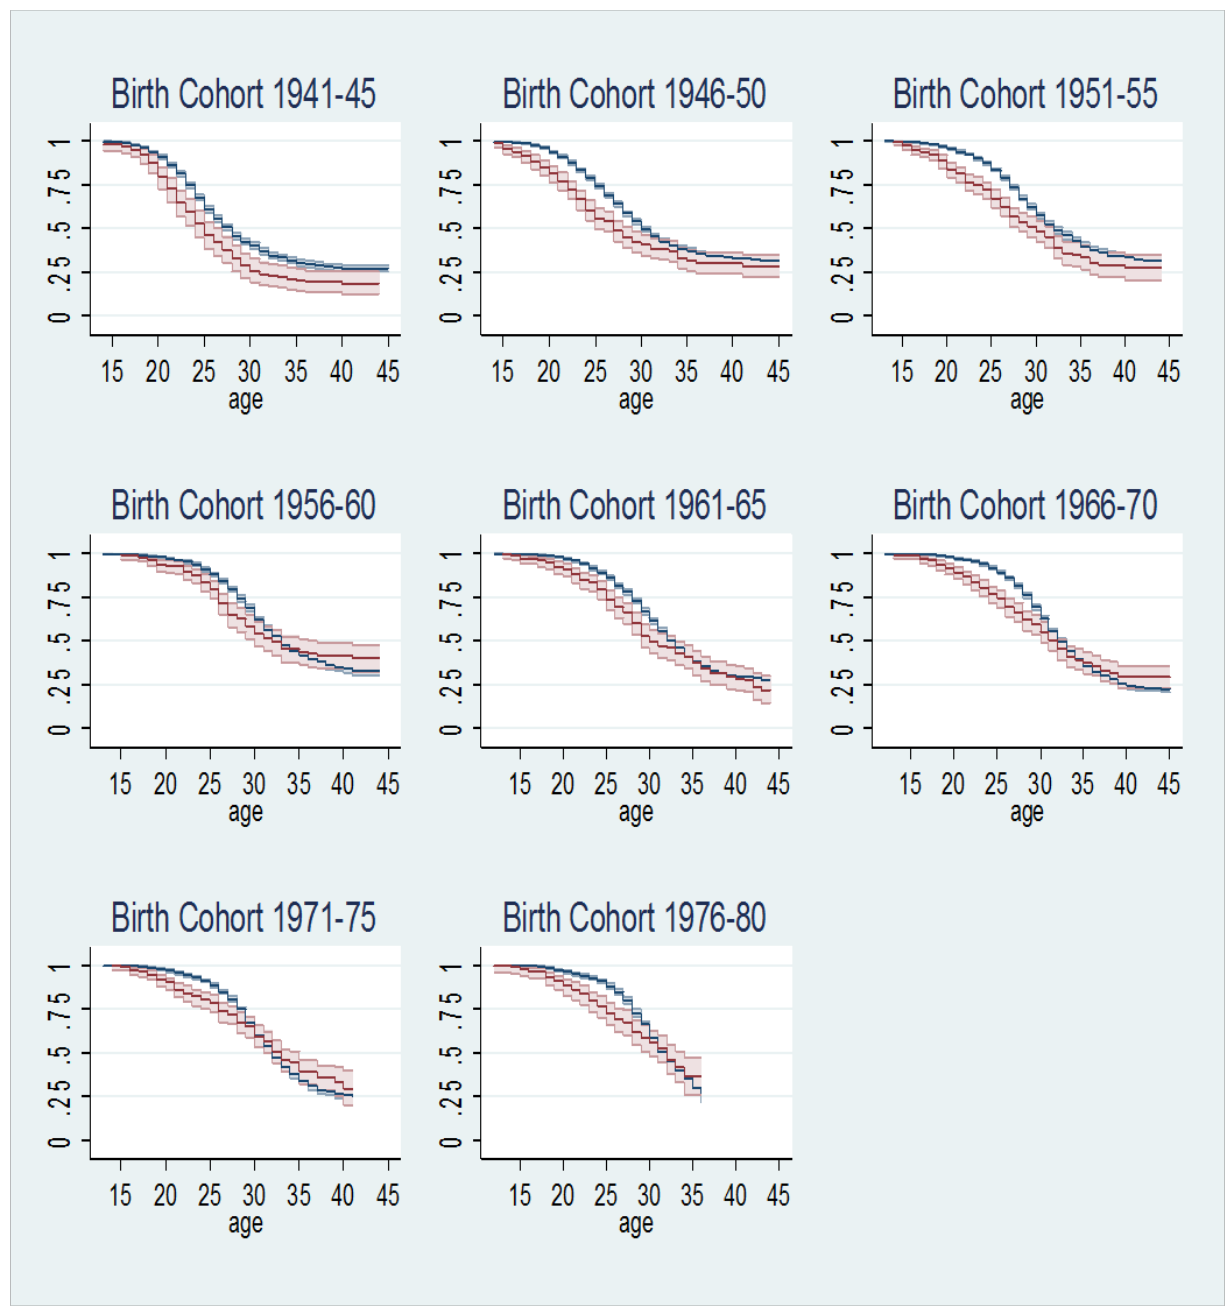 Birth Cohort 1941-45 Birth Cohort 1946-50 Birth Cohort 1951-55
0 .25 .5 .75 1 0 .25 .5 .75 1 0 .25 .5 .75 1
15 20 25 30 35 40 45 15 20 25 30 35 40 45 15 20 25 30 35 40 45
age age age
Birth Cohort 1956-60 Birth Cohort 1961-65 Birth Cohort 1966-70
0 .25 .5 .75 1 0 .25 .5 .75 1 0 .25 .5 .75 1
15 20 25 30 35 40 45 15 20 25 30 35 40 45 15 20 25 30 35 40 45
age age age
Birth Cohort 1971-75 Birth Cohort 1976-80
0 .25 .5 .75 1 0 .25 .5 .75 1
15 20 25 30 35 40 45 15 20 25 30 35 40 45
age age